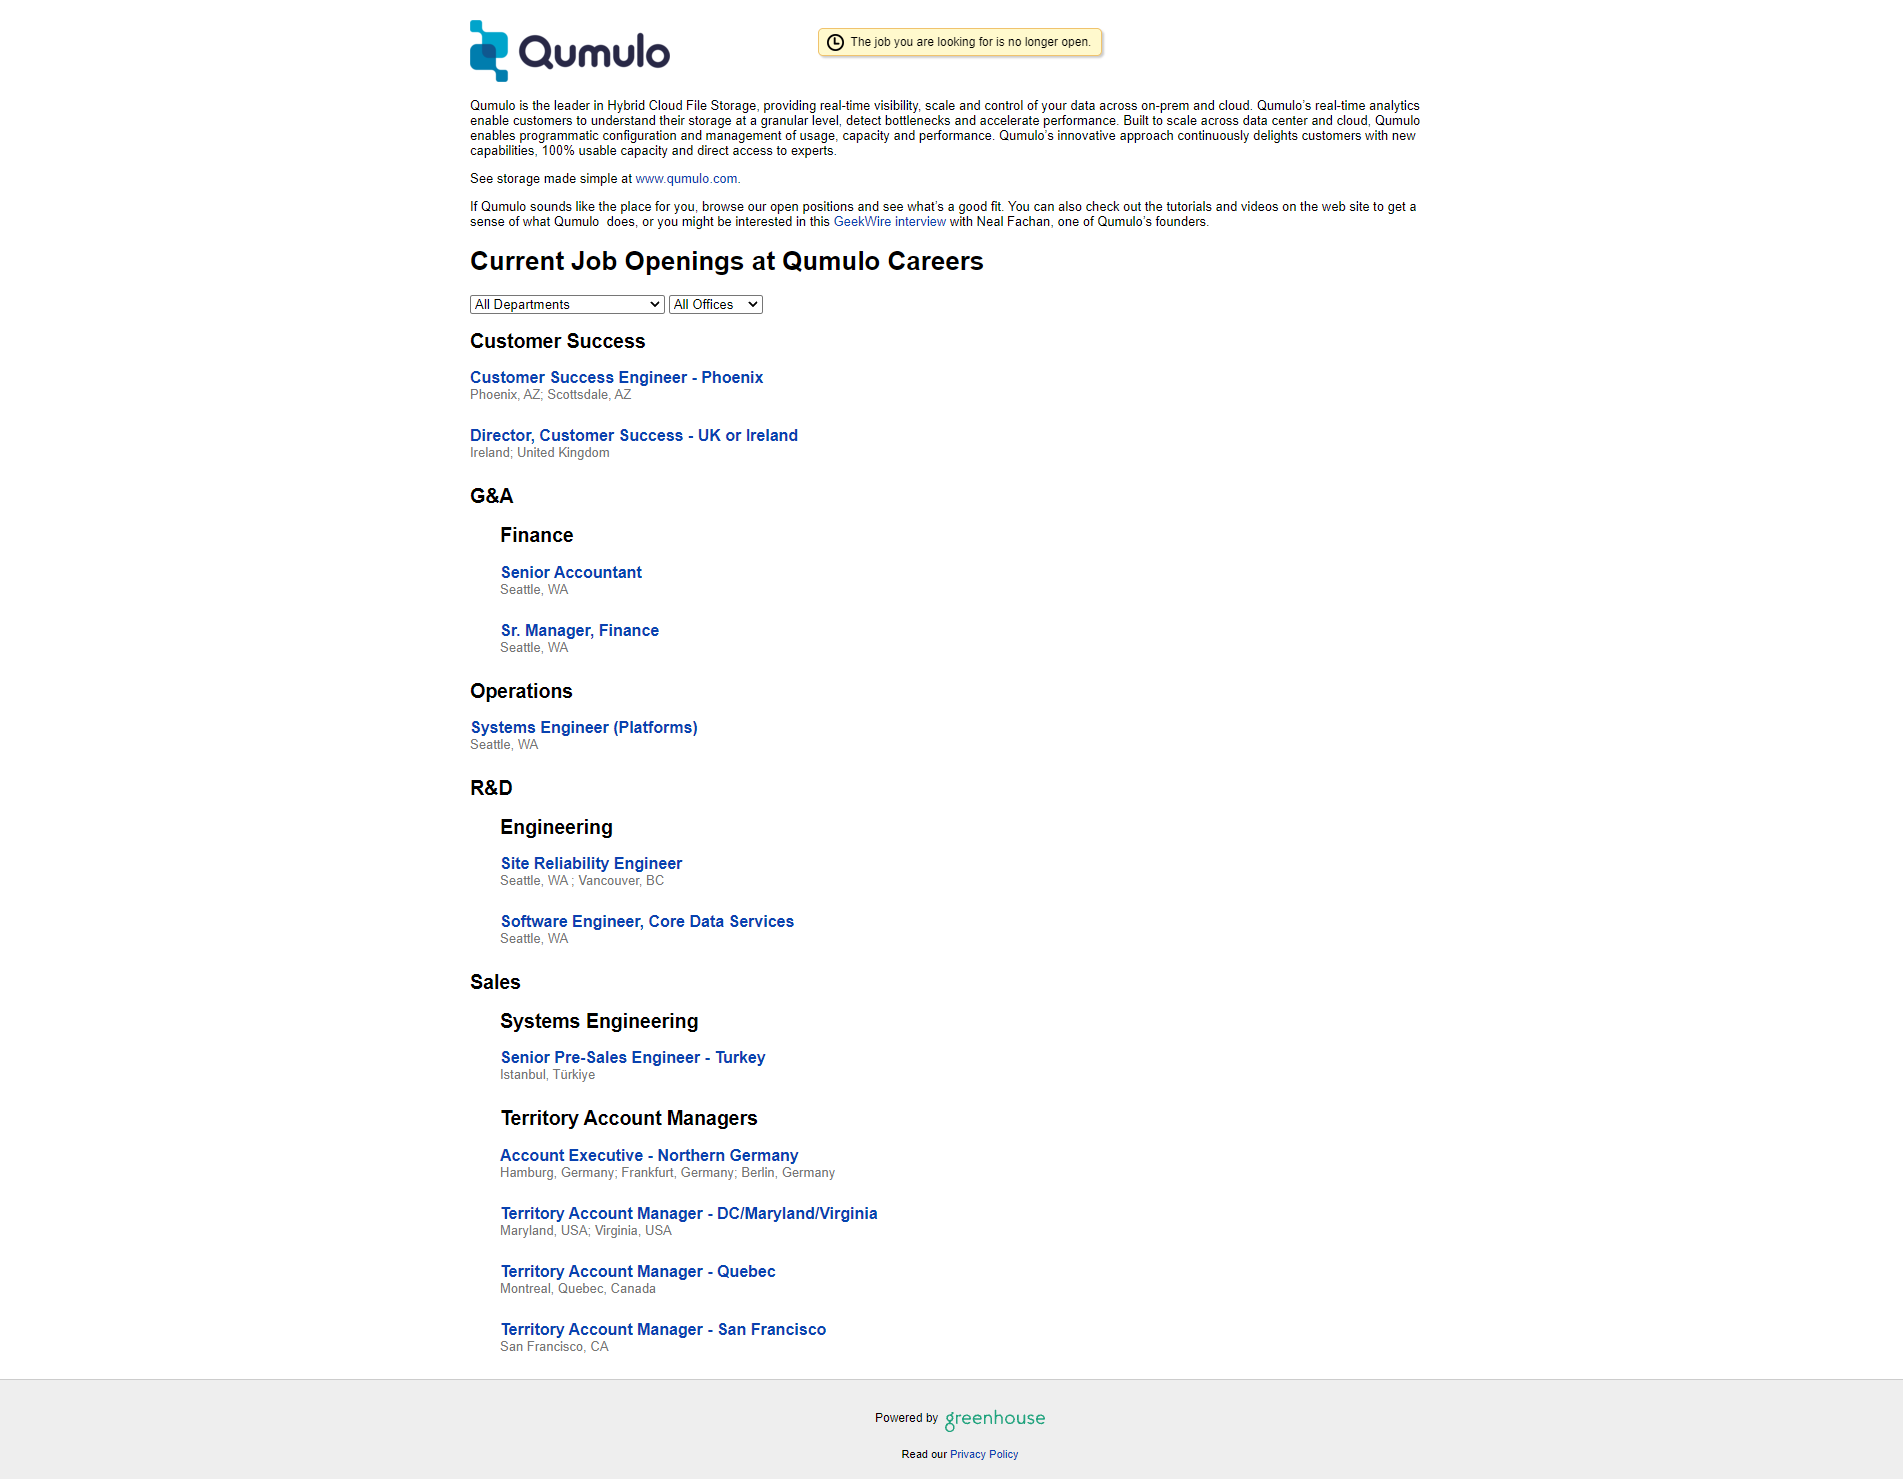 Qumulo
The job you are looking for is no longer open.
Qumulo is the leader in Hybrid Cloud File Storage, providing real-time visibility, scale and control of your data across on-prem and cloud. Qumulo’s real-time analytics
enable customers to understand their storage at a granular level, detect bottlenecks and accelerate performance. Built to scale across data center and cloud, Qumulo
enables programmatic configuration and management of usage, capacity and performance. Qumulo’s innovative approach continuously delights customers with new
capabilities, 100% usable capacity and direct access to experts.
See storage made simple at www.qumulo.com.
If Qumulo sounds like the place for you, browse our open positions and see what’s a good fit. You can also check out the tutorials and videos on the web site to get a
sense of what Qumulo  does, or you might be interested in this GeekWire interview with Neal Fachan, one of Qumulo’s founders.
Current Job Openings at Qumulo Careers
All Departments All Offices
Customer Success
Customer Success Engineer - Phoenix
Phoenix, AZ; Scottsdale, AZ
Director, Customer Success - UK or Ireland
Ireland; United Kingdom
G&A
Finance
Senior Accountant
Seattle, WA
Sr. Manager, Finance
Seattle, WA
Operations
Systems Engineer (Platforms)
Seattle, WA
R&D
Engineering
Site Reliability Engineer
Seattle, WA ; Vancouver, BC
Software Engineer, Core Data Services
Seattle, WA
Sales
Systems Engineering
Senior Pre-Sales Engineer - Turkey
Istanbul, Türkiye
Territory Account Managers
Account Executive - Northern Germany
Hamburg, Germany; Frankfurt, Germany; Berlin, Germany
Territory Account Manager - DC/Maryland/Virginia
Maryland, USA; Virginia, USA
Territory Account Manager - Quebec
Montreal, Quebec, Canada
Territory Account Manager - San Francisco
San Francisco, CA
Powered by greenhouse
Read our Privacy Policy